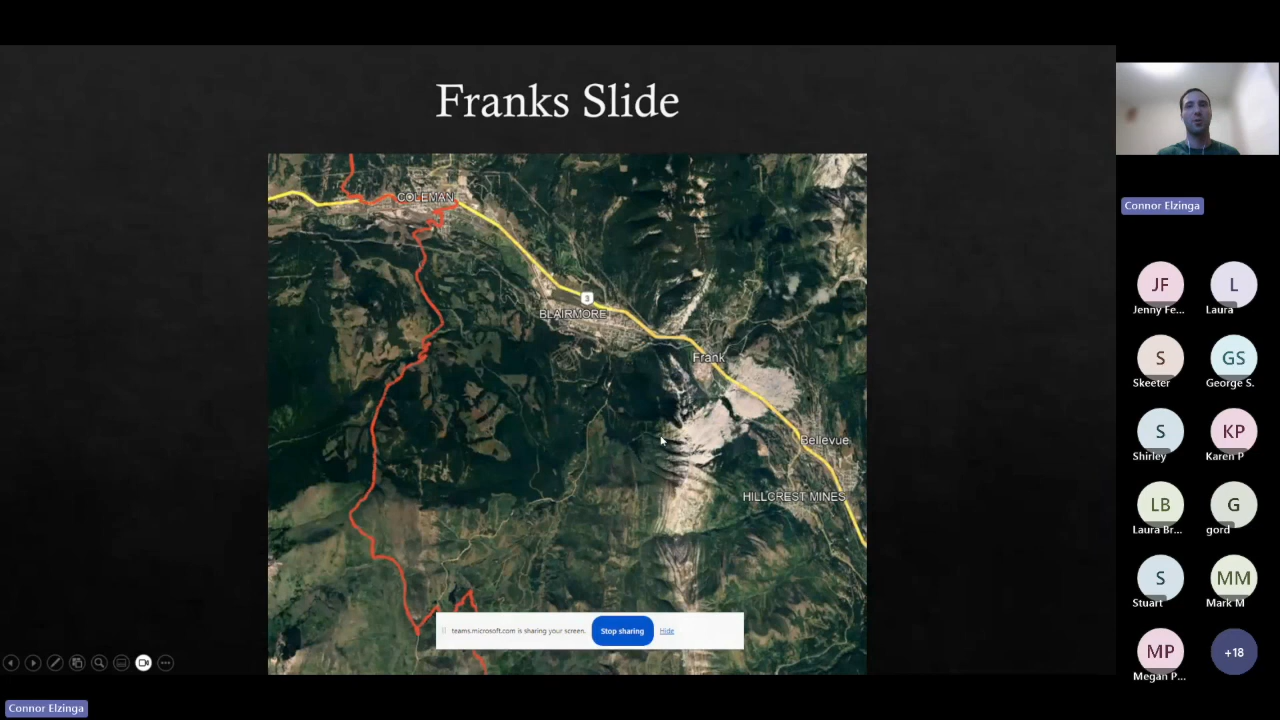 Franks Slide
COLEMAN
3
BLAIRMORE
Frank
Bellevue
HILLCREST MINES
teams.microsoft.com is sharing your screen.
Stop sharing
Hide
Connor Elzinga
JF
Jenny Fe...
L
Laura
S
Skeeter
GS
George S.
S
Shirley
KP
Karen P
LB
Laura Br...
G
gord
S
Stuart
MM
Mark M
MP
Megan P...
+18
Connor Elzinga